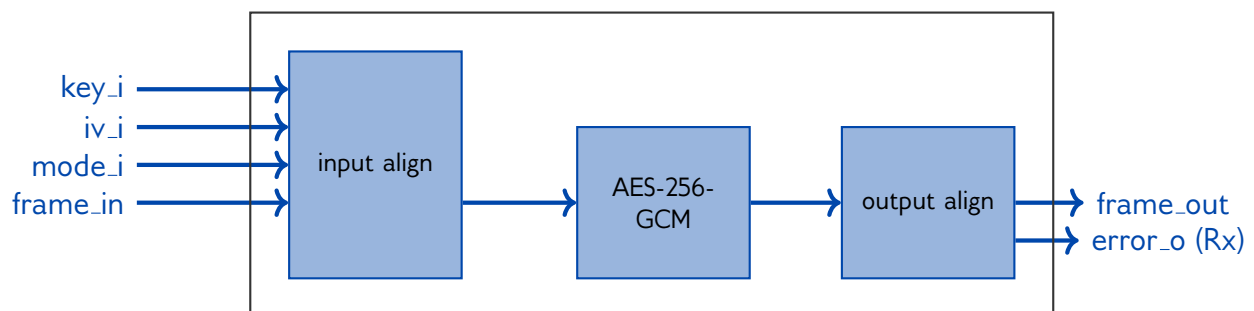 key_i
iv_i
mode_i
frame_in
input align
AES-256-
GCM
output align
frame_out
error_o (Rx)